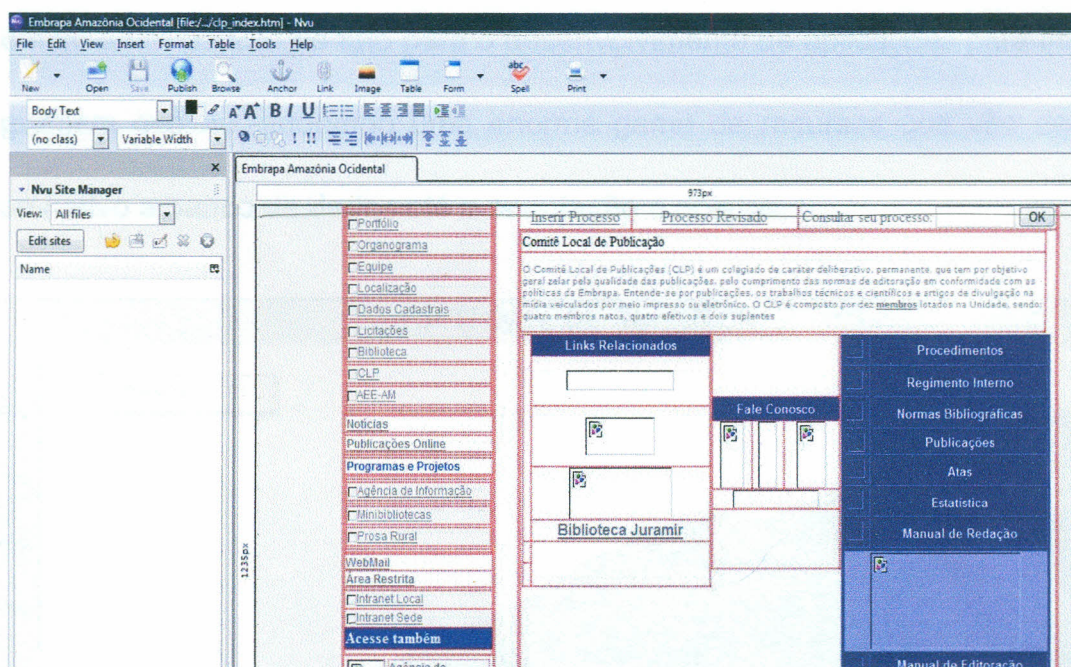 Embrapa Amazônia Ocidental [file:/.../clp_index.htm] - Nvu
File Edit View Insert Format Table Tools Help
New Open Save Publish Browse Anchor Link Image Table Form Spell Print
Body Text
(no class) Variable Width
Nvu Site Manager
View: All files
Edit sites
Name
Embrapa Amazônia Ocidental
973px
1235px
Portfólio
Organograma
Equipe
Localização
Dados Cadastrais
Licitações
Biblioteca
CLP
AEE-AM
Notícias
Publicações Online
Programas e Projetos
Agência de Informação
Minibibliotecas
Prosa Rural
WebMail
Área Restrita
Intranet Local
Intranet Sede
Acesse também
Agência de
Inserir Processo Processo Revisado Consultar seu processo: OK
Comitê Local de Publicação
O Comitê Local de Publicações (CLP) é um colegiado de caráter deliberativo, permanente, que tem por objetivo
geral zelar pela qualidade das publicações, pelo cumprimento das normas de editoração em conformidade com as
políticas da Embrapa. Entende-se por publicações, os trabalhos técnicos e científicos e artigos de divulgação na
mídia veiculados por meio impresso ou eletrônico. O CLP é composto por dez membros lotados na Unidade, sendo:
quatro membros natos, quatro efetivos e dois suplentes
Links Relacionados
Biblioteca Juramir
Fale Conosco
Procedimentos
Regimento Interno
Normas Bibliográficas
Publicações
Atas
Estatística
Manual de Redação
Manual de Editoração